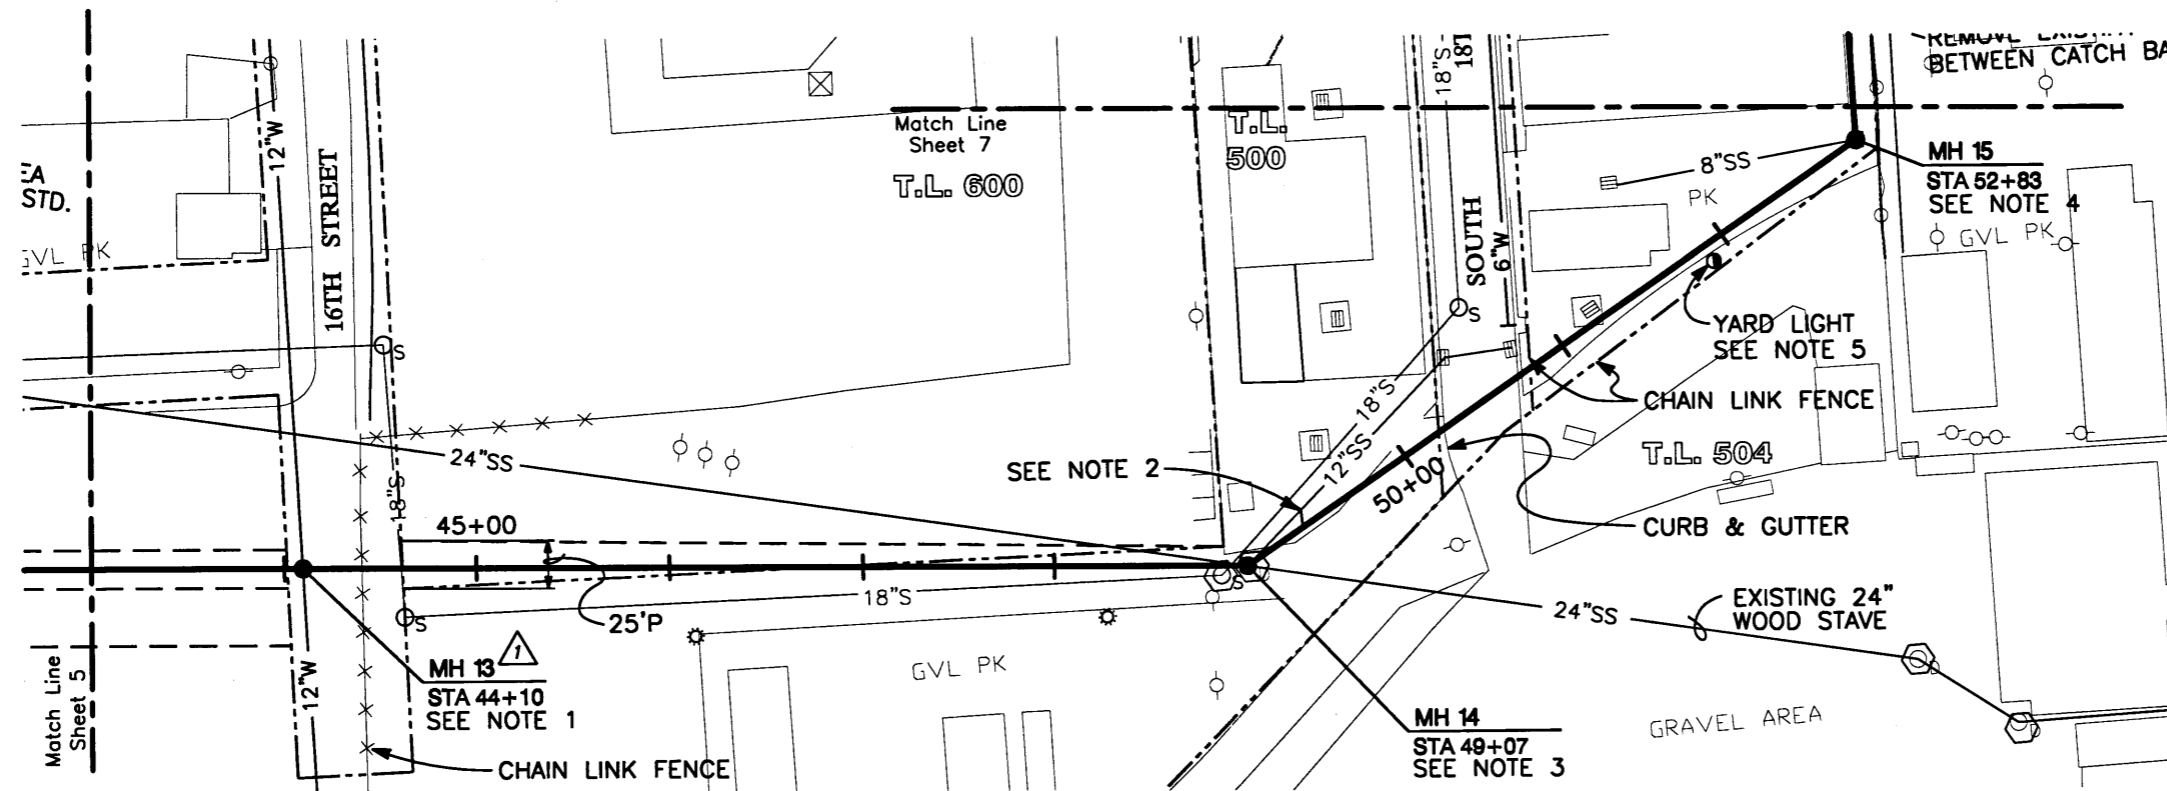 BETWEEN CATCH BA
12"W
18"S
Match Line
Sheet 7
T.L.
500
T.L. 600
16TH STREET
8"SS
PK
MH 15
STA 52+83
SEE NOTE 4
GVL PK
STD.
GVL PK
SOUTH
6"W
S
YARD LIGHT
SEE NOTE 5
S
CHAIN LINK FENCE
18"S
T.L. 504
24"SS
SEE NOTE 2
12"SS
50+00
18"S
45+00
CURB & GUTTER
S
18"S
25'P
S
24"SS
EXISTING 24"
WOOD STAVE
D
MH 13
1
STA 44+10
SEE NOTE 1
12"W
GVL PK
Match Line
Sheet 5
MH 14
STA 49+07
SEE NOTE 3
GRAVEL AREA
D
CHAIN LINK FENCE